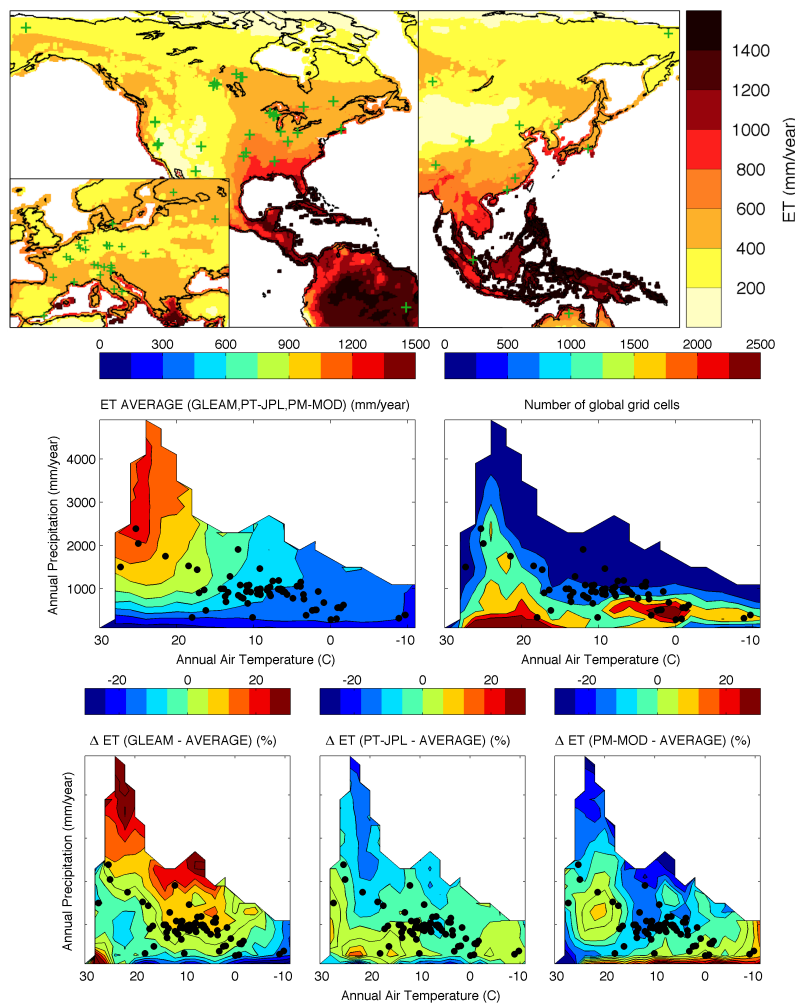 1400
1200
1000
800
600
400
200
ET (mm/year)
0 300 600 900 1200 1500
0 500 1000 1500 2000 2500
ET AVERAGE (GLEAM,PT-JPL,PM-MOD) (mm/year)
Number of global grid cells
Annual Precipitation (mm/year)
4000
3000
2000
1000
30 20 10 0 -10
30 20 10 0 -10
Annual Air Temperature (C)
Annual Air Temperature (C)
-20 0 20
-20 0 20
-20 0 20
Δ ET (GLEAM - AVERAGE) (%)
Δ ET (PT-JPL - AVERAGE) (%)
Δ ET (PM-MOD - AVERAGE) (%)
Annual Precipitation (mm/year)
30 20 10 0 -10
30 20 10 0 -10
30 20 10 0 -10
Annual Air Temperature (C)